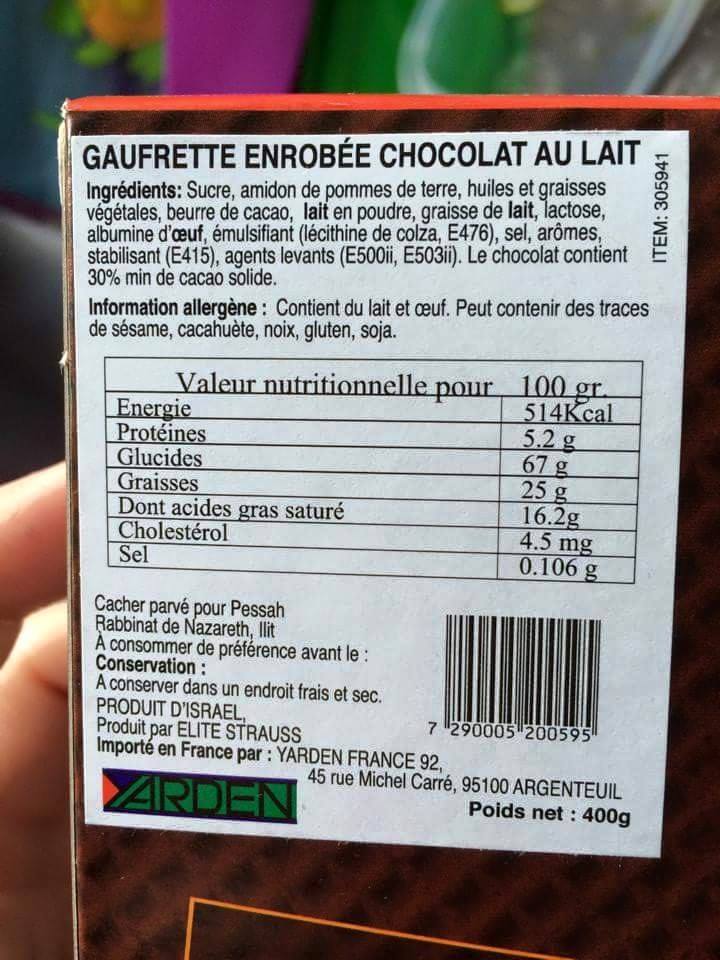 GAUFRETTE ENROBÉE CHOCOLAT AU LAIT
Ingrédients: Sucre, amidon de pommes de terre, huiles et graisses
végétales, beurre de cacao, lait en poudre, graisse de lait, lactose,
albumine d'œuf, émulsifiant (lécithine de colza, E476), sel, arômes,
stabilisant (E415), agents levants (E500ii, E503ii). Le chocolat contient
30% min de cacao solide.
ITEM: 305941
Information allergène : Contient du lait et œuf. Peut contenir des traces
de sésame, cacahuète, noix, gluten, soja.
Valeur nutritionnelle pour 100 gr.
Energie 514Kcal
Protéines 5.2 g
Glucides 67 g
Graisses 25 g
Dont acides gras saturé 16.2g
Cholestérol 4.5 mg
Sel 0.106 g
Cacher parvé pour Pessah
Rabbinat de Nazareth, Ilit
À consommer de préférence avant le :
Conservation :
A conserver dans un endroit frais et sec.
PRODUIT D'ISRAEL,
Produit par ELITE STRAUSS
Importé en France par : YARDEN FRANCE 92,
45 rue Michel Carré, 95100 ARGENTEUIL
7 290005 200595
YARDEN
Poids net : 400g